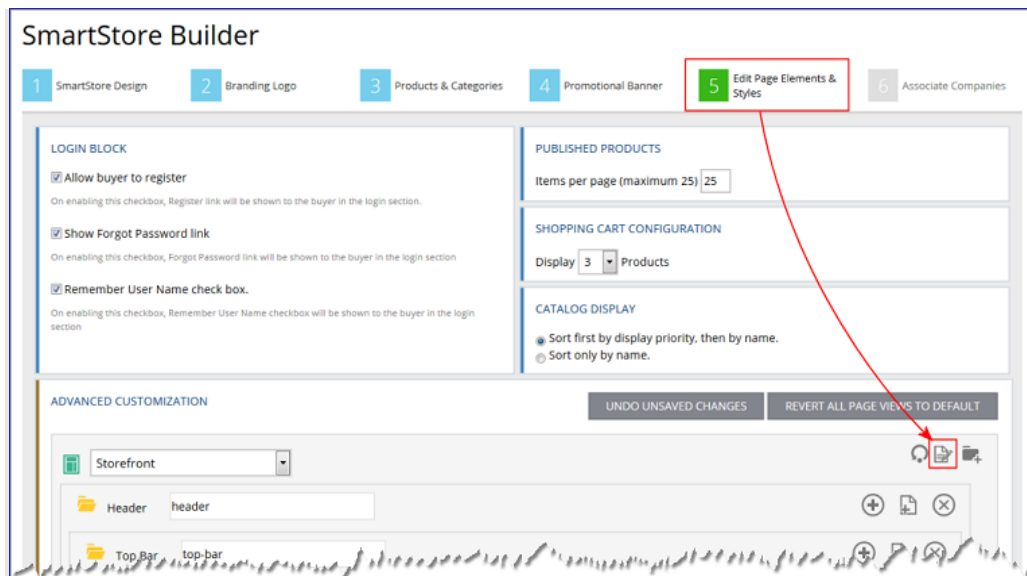 SmartStore Builder
1 SmartStore Design
2 Branding Logo
3 Products & Categories
4 Promotional Banner
5 Edit Page Elements &
Styles
6 Associate Companies
LOGIN BLOCK
Allow buyer to register
On enabling this checkbox, Register link will be shown to the buyer in the login section.
Show Forgot Password link
On enabling this checkbox, Forgot Password link will be shown to the buyer in the login section
Remember User Name check box.
On enabling this checkbox, Remember User Name checkbox will be shown to the buyer in the login
section
PUBLISHED PRODUCTS
Items per page (maximum 25) 25
SHOPPING CART CONFIGURATION
Display 3 Products
CATALOG DISPLAY
Sort first by display priority, then by name.
Sort only by name.
ADVANCED CUSTOMIZATION
UNDO UNSAVED CHANGES
REVERT ALL PAGE VIEWS TO DEFAULT
Storefront
Header header
Top Bar top-bar